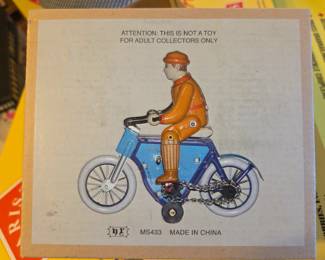 ATTENTION: THIS IS NOT A TOY
FOR ADULT COLLECTORS ONLY
MS433 MADE IN CHINA